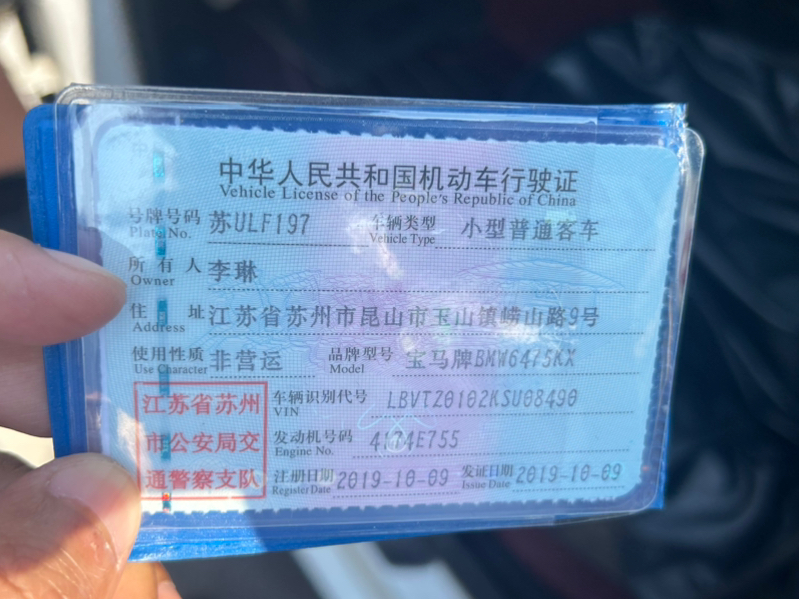 中华人民共和国机动车行驶证
Vehicle License of the People's Republic of China
号牌号码 苏ULF197 车辆类型 小型普通客车
Plate No. Vehicle Type
所有人 李琳
Owner
住址 江苏省苏州市昆山市玉山镇崂山路9号
Address
使用性质 非营运 品牌型号 宝马牌BMW6475KX
Use Character Model
江苏省苏州
市公安局交
通警察支队
车辆识别代号 LBVTZ0102KSU08490
VIN
发动机号码 4174E755
Engine No.
注册日期 2019-10-09 发证日期 2019-10-09
Register Date Issue Date